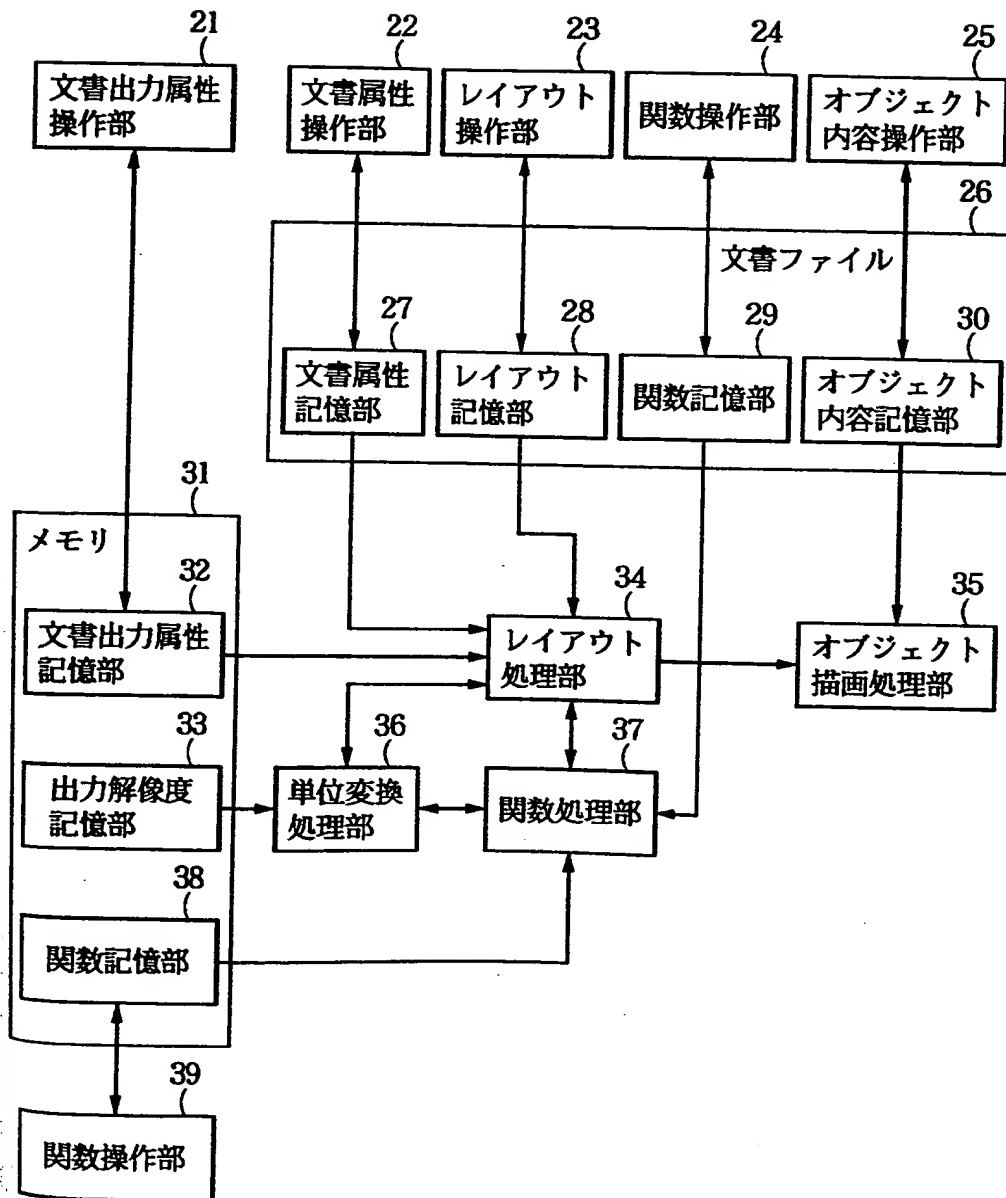 21
文書出力属性
操作部
22
文書属性
操作部
23
レイアウト
操作部
24
関数操作部
25
オブジェクト
内容操作部
26
文書ファイル
27
文書属性
記憶部
28
レイアウト
記憶部
29
関数記憶部
30
オブジェクト
内容記憶部
31
メモリ
32
文書出力属性
記憶部
34
レイアウト
処理部
35
オブジェクト
描画処理部
33
出力解像度
記憶部
36
単位変換
処理部
37
関数処理部
38
関数記憶部
39
関数操作部